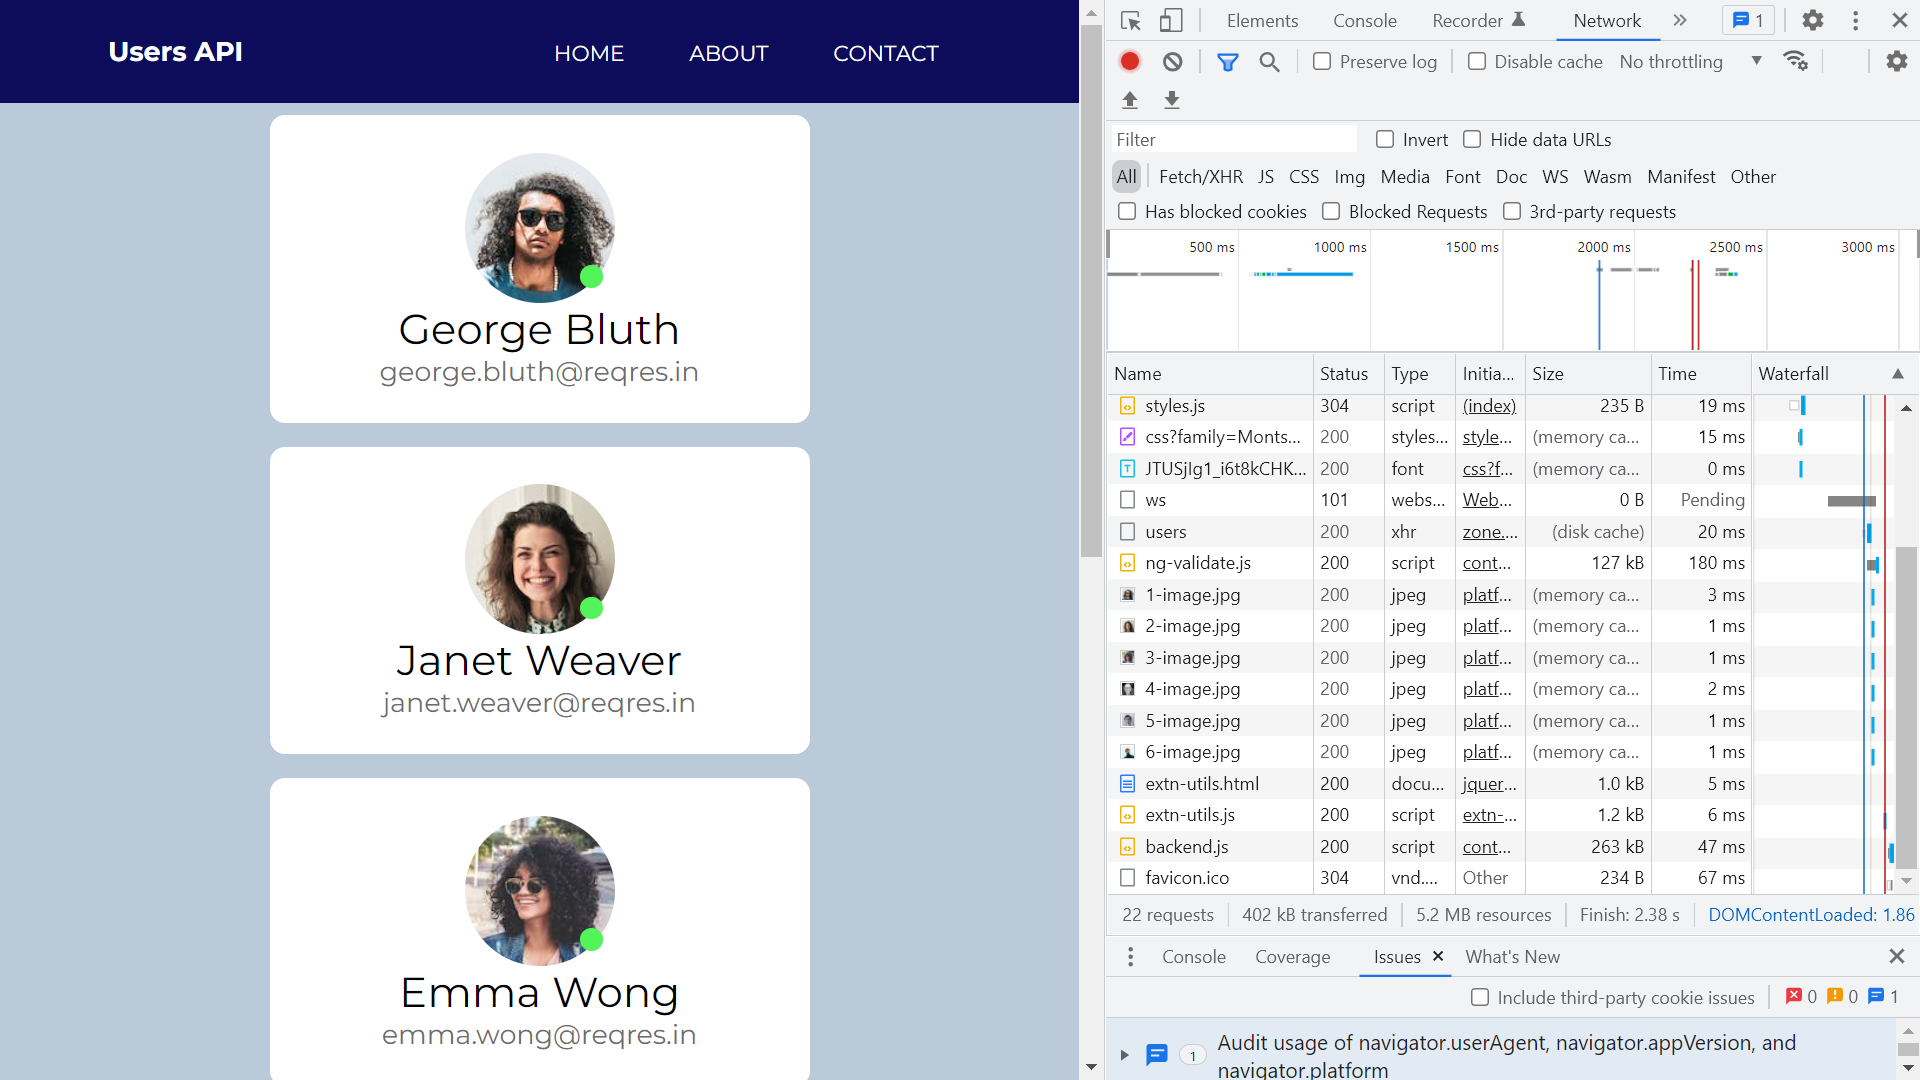 Users API
HOME ABOUT CONTACT
George Bluth
george.bluth@reqres.in
Janet Weaver
janet.weaver@reqres.in
Emma Wong
emma.wong@reqres.in
Elements Console Recorder Network 1
Preserve log Disable cache No throttling
Filter Invert Hide data URLs
All Fetch/XHR JS CSS Img Media Font Doc WS Wasm Manifest Other
Has blocked cookies Blocked Requests 3rd-party requests
500 ms 1000 ms 1500 ms 2000 ms 2500 ms 3000 ms
Name Status Type Initia... Size Time Waterfall
styles.js 304 script (index) 235 B 19 ms
css?family=Monts... 200 styles... style... (memory ca... 15 ms
JTUSjIg1_i6t8kCHK... 200 font css?f... (memory ca... 0 ms
ws 101 webs... Web... 0 B Pending
users 200 xhr zone.... (disk cache) 20 ms
ng-validate.js 200 script cont... 127 kB 180 ms
1-image.jpg 200 jpeg platf... (memory ca... 3 ms
2-image.jpg 200 jpeg platf... (memory ca... 1 ms
3-image.jpg 200 jpeg platf... (memory ca... 1 ms
4-image.jpg 200 jpeg platf... (memory ca... 2 ms
5-image.jpg 200 jpeg platf... (memory ca... 1 ms
6-image.jpg 200 jpeg platf... (memory ca... 1 ms
extn-utils.html 200 docu... jquer... 1.0 kB 5 ms
extn-utils.js 200 script extn-... 1.2 kB 6 ms
backend.js 200 script cont... 263 kB 47 ms
favicon.ico 304 vnd.... Other 234 B 67 ms
22 requests 402 kB transferred 5.2 MB resources Finish: 2.38 s DOMContentLoaded: 1.86
Console Coverage Issues What's New
Include third-party cookie issues 0 0 1
1 Audit usage of navigator.userAgent, navigator.appVersion, and
navigator.platform